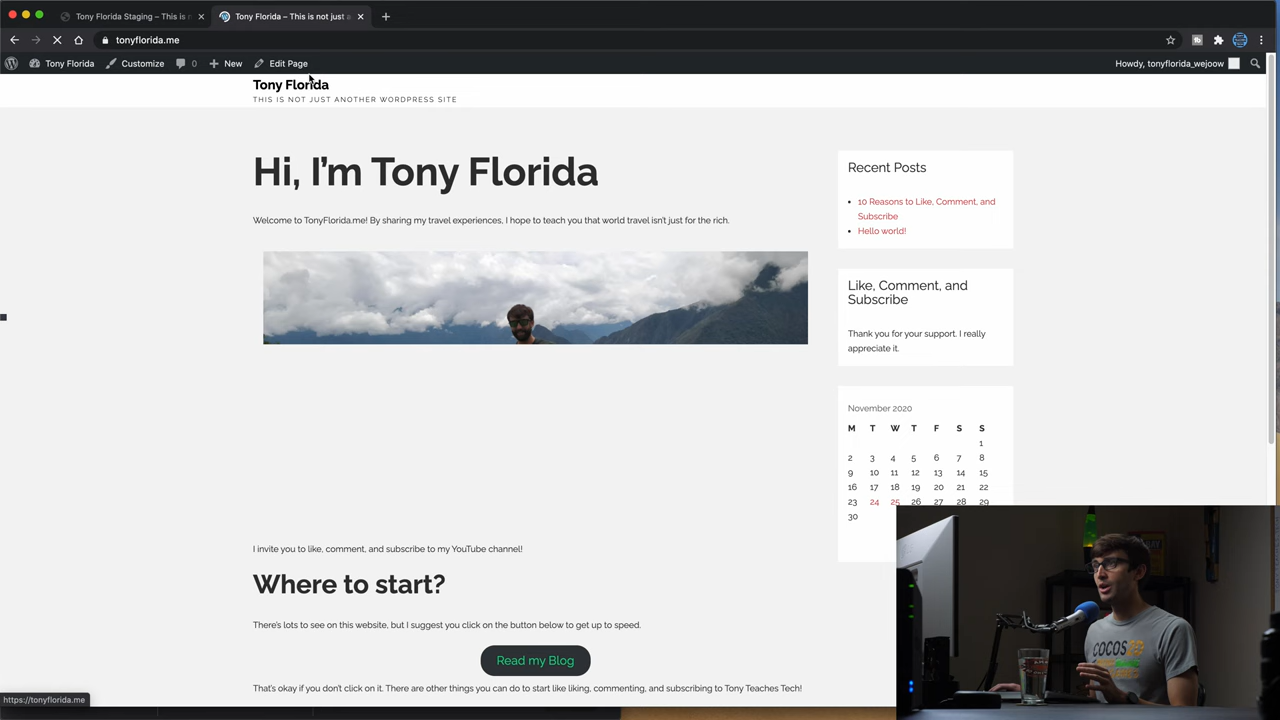 Tony Florida Staging – This is n
Tony Florida – This is not just a
tonyflorida.me
Tony Florida
Customize
0
New
Edit Page
Howdy, tonyflorida_wejoow
Tony Florida
THIS IS NOT JUST ANOTHER WORDPRESS SITE
Hi, I'm Tony Florida
Welcome to TonyFlorida.me! By sharing my travel experiences, I hope to teach you that world travel isn't just for the rich.
I invite you to like, comment, and subscribe to my YouTube channel!
Where to start?
There's lots to see on this website, but I suggest you click on the button below to get up to speed.
Read my Blog
That's okay if you don't click on it. There are other things you can do to start like liking, commenting, and subscribing to Tony Teaches Tech!
Recent Posts
10 Reasons to Like, Comment, and
Subscribe
Hello world!
Like, Comment, and
Subscribe
Thank you for your support. I really
appreciate it.
November 2020
M T W T F S S
1
2 3 4 5 6 7 8
9 10 11 12 13 14 15
16 17 18 19 20 21 22
23 24 25 26 27 28 29
30
https://tonyflorida.me